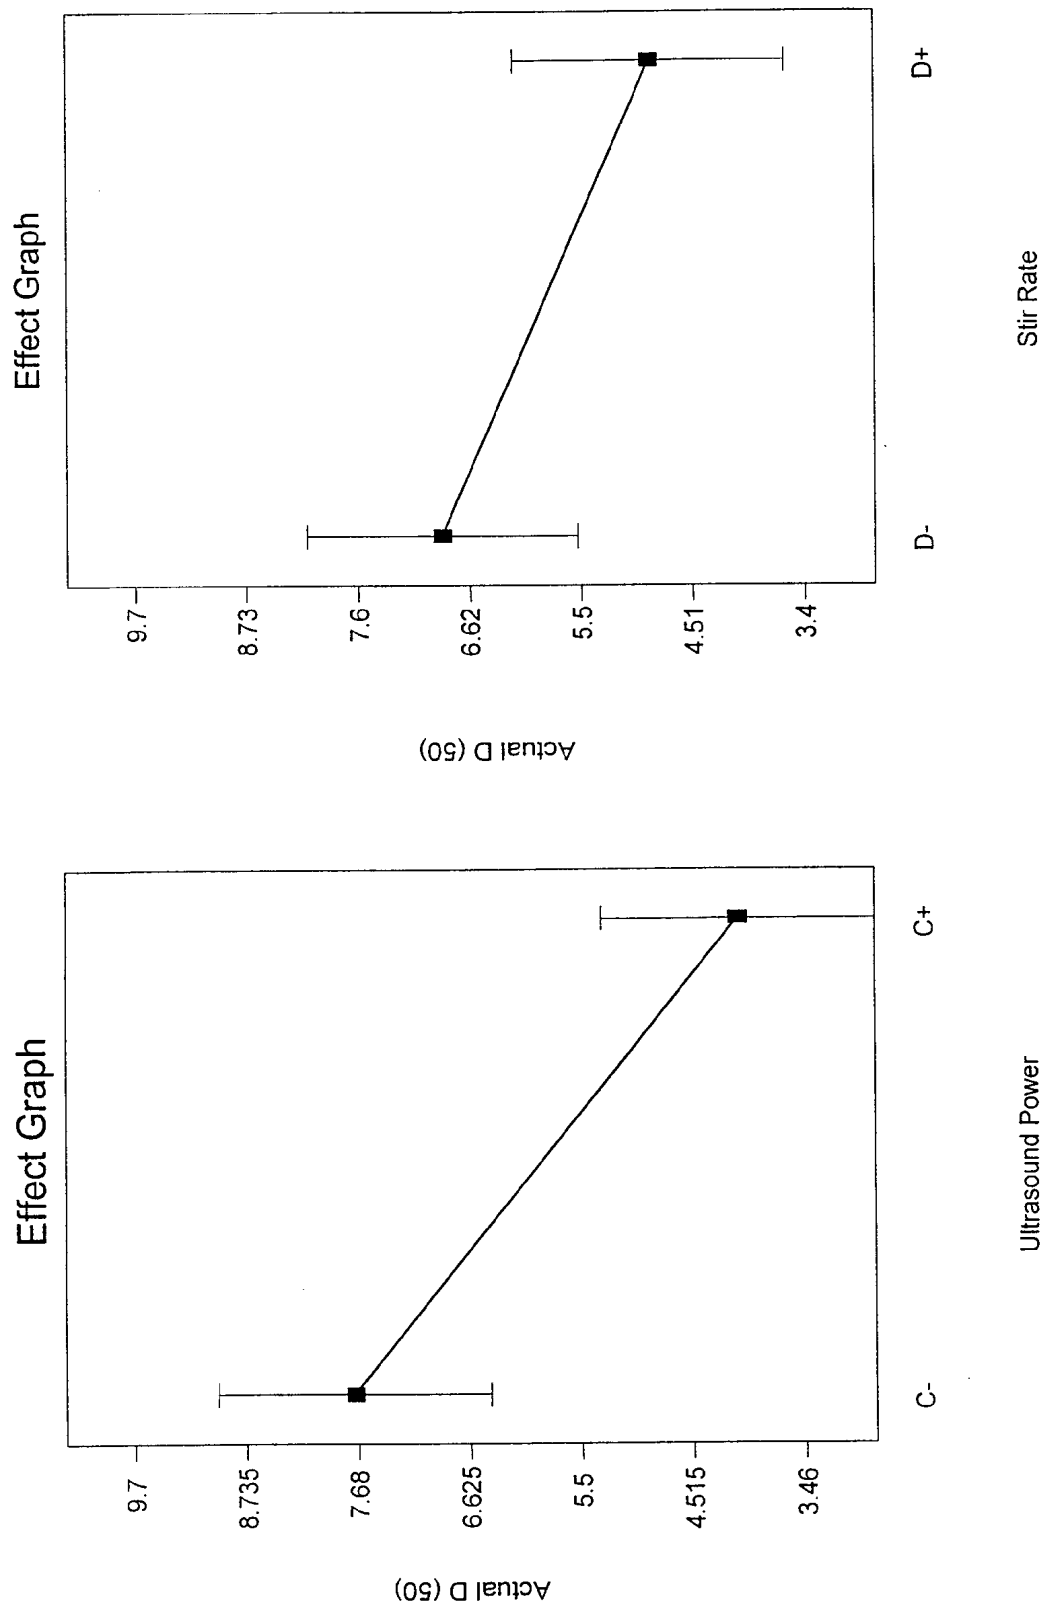 Effect Graph
9.7
8.73
7.6
6.62
5.5
4.51
3.4
Actual D (50)
D-
D+
Stir Rate
Effect Graph
9.7
8.735
7.68
6.625
5.5
4.515
3.46
Actual D (50)
C-
C+
Ultrasound Power